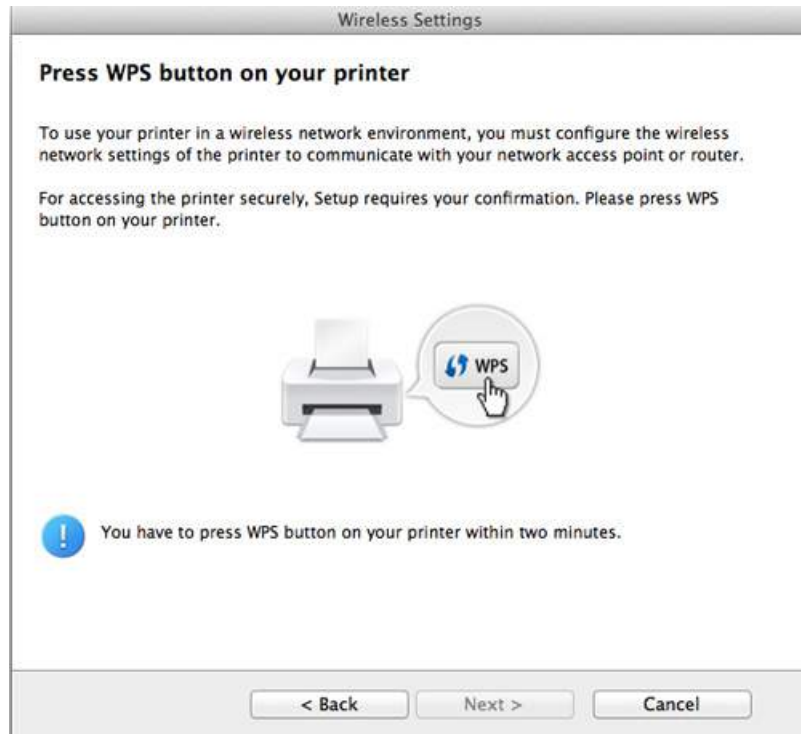 Wireless Settings
Press WPS button on your printer
To use your printer in a wireless network environment, you must configure the wireless
network settings of the printer to communicate with your network access point or router.
For accessing the printer securely, Setup requires your confirmation. Please press WPS
button on your printer.
WPS
! You have to press WPS button on your printer within two minutes.
< Back Next > Cancel